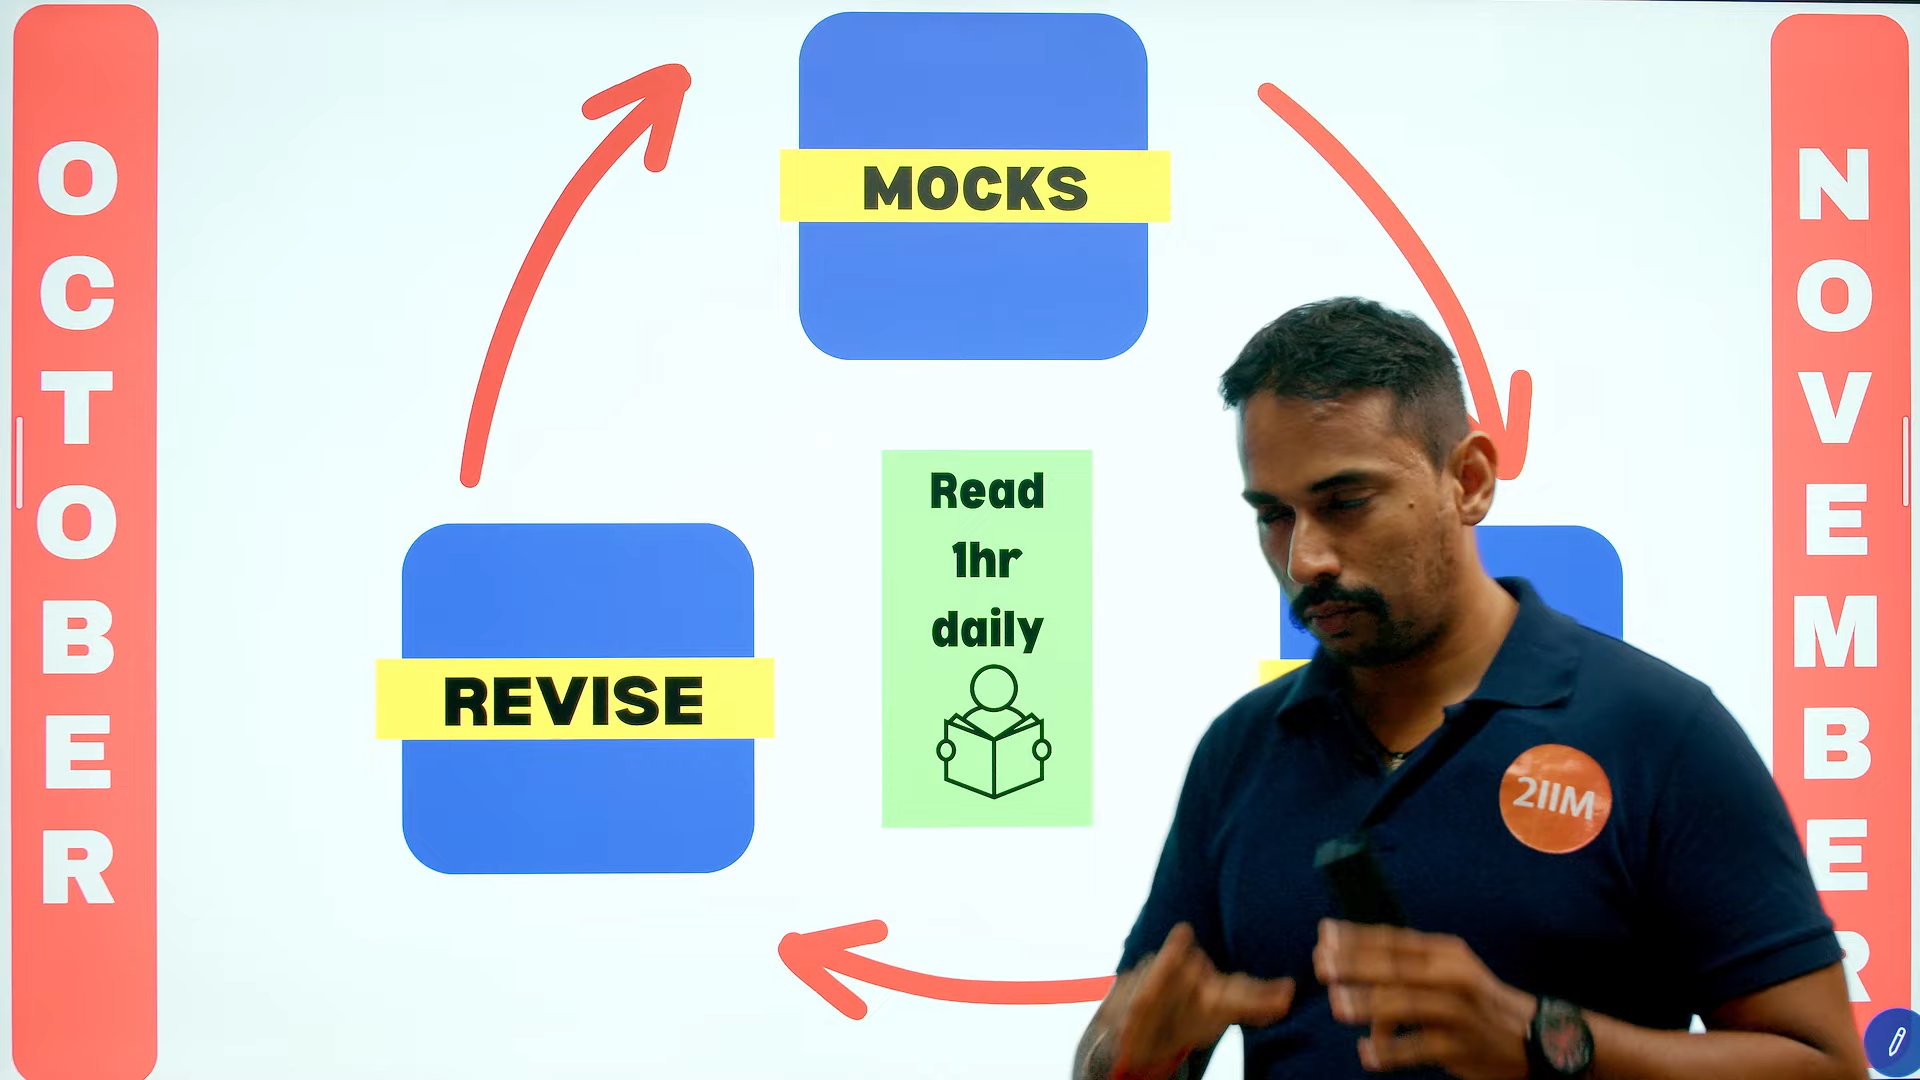 OCTOBER
MOCKS
Read
1hr
daily
REVISE
2IIM
NOVEMBER